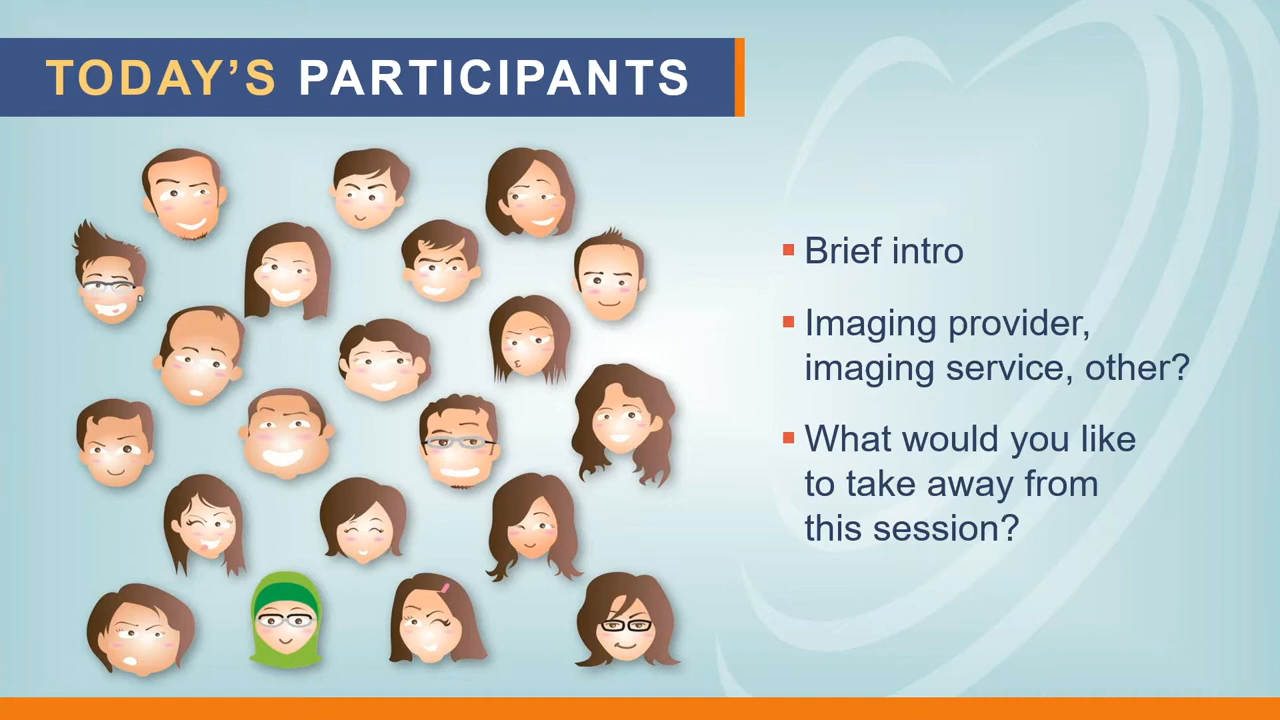 TODAY’S PARTICIPANTS
Brief intro
Imaging provider,
imaging service, other?
What would you like
to take away from
this session?